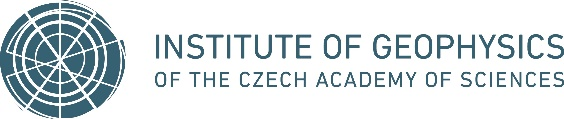 INSTITUTE OF GEOPHYSICS
OF THE CZECH ACADEMY OF SCIENCES